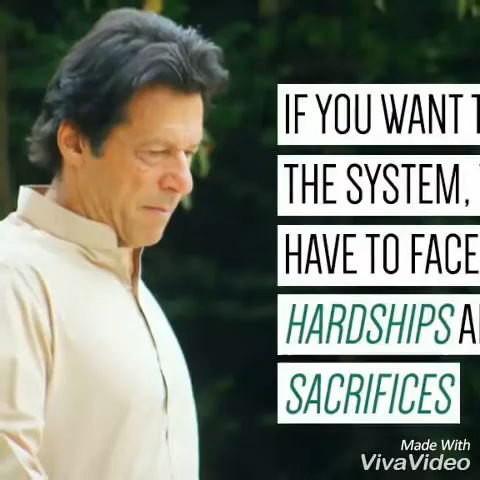 IF YOU WANT
THE SYSTEM,
HAVE TO FACE
HARDSHIPS
SACRIFICES
Made With
VivaVideo